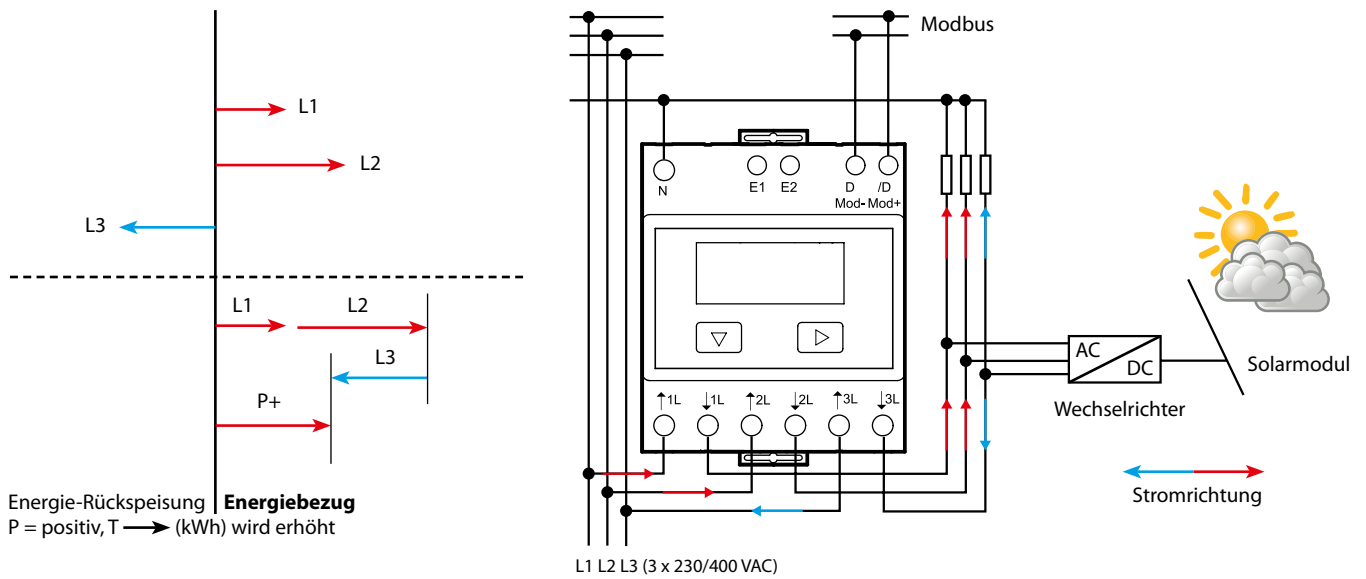 L1
L2
L3
L1 L2
L3
P+
Energie-Rückspeisung Energiebezug
P = positiv, T (kWh) wird erhöht
Modbus
N
E1 E2 D /D
Mod- Mod+
↑1L ↓1L ↑2L ↓2L ↑3L ↓3L
L1 L2 L3 (3 x 230/400 VAC)
AC
DC
Wechselrichter
Solarmodul
Stromrichtung